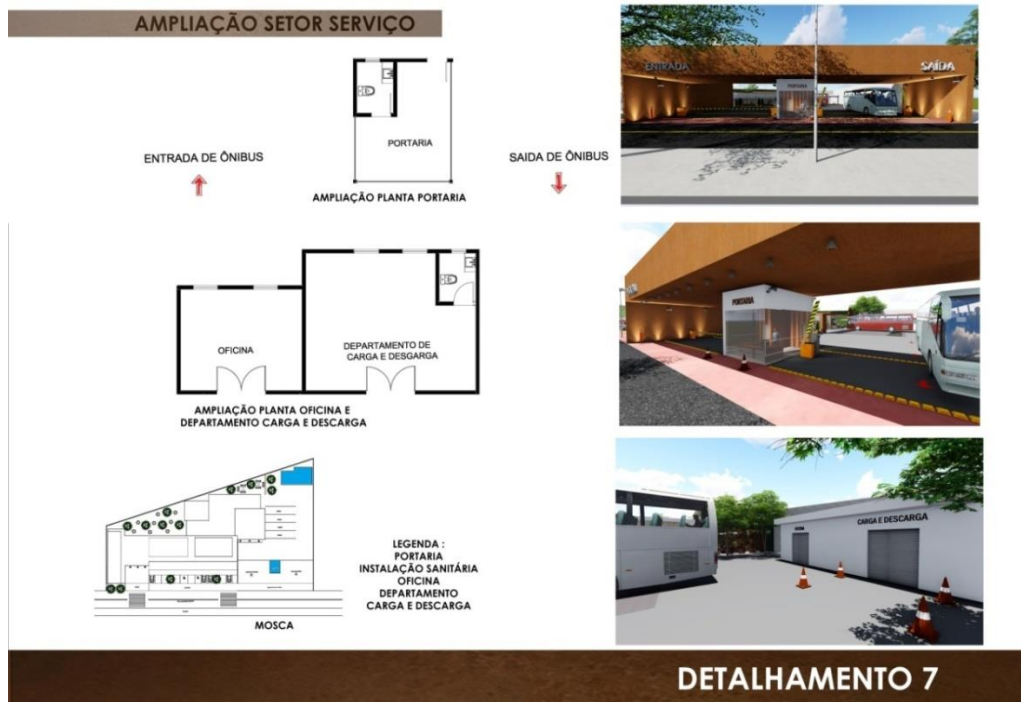 AMPLIAÇÃO SETOR SERVIÇO
PORTARIA
ENTRADA DE ÔNIBUS
SAIDA DE ÔNIBUS
AMPLIAÇÃO PLANTA PORTARIA
ENTRADA
SAÍDA
PORTARIA
OFICINA
DEPARTAMENTO DE
CARGA E DESGARGA
AMPLIAÇÃO PLANTA OFICINA E
DEPARTAMENTO CARGA E DESCARGA
PORTARIA
LEGENDA :
PORTARIA
INSTALAÇÃO SANITÁRIA
OFICINA
DEPARTAMENTO
CARGA E DESCARGA
MOSCA
CARGA E DESCARGA
DETALHAMENTO 7